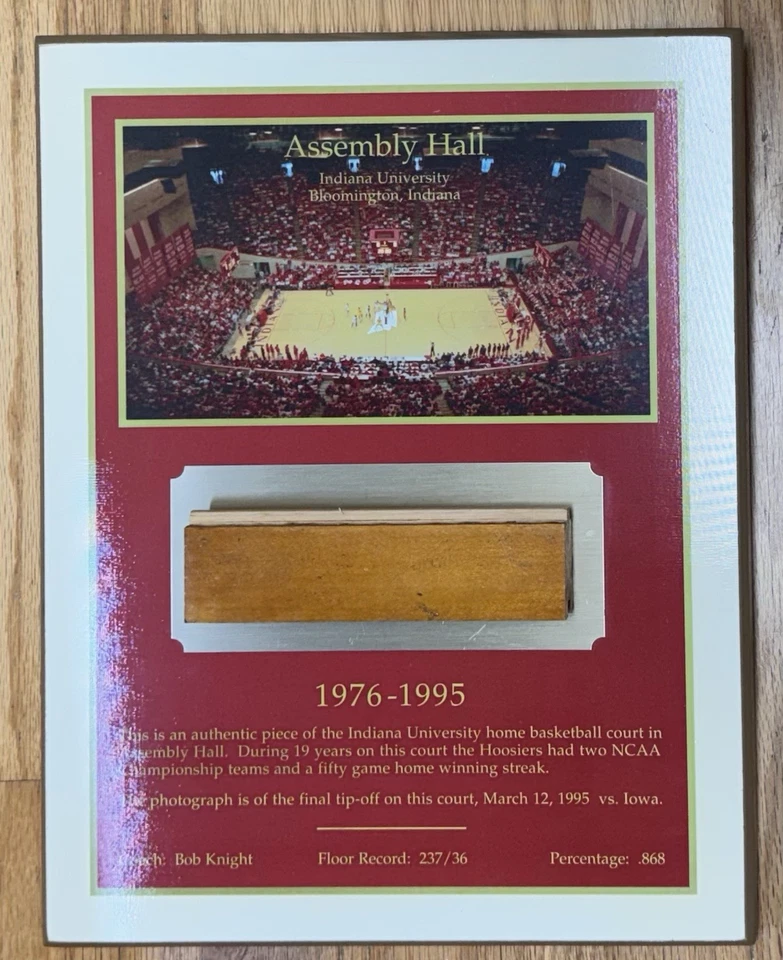 Assembly Hall
Indiana University
Bloomington, Indiana
1976-1995
This is an authentic piece of the Indiana University home basketball court in
Assembly Hall. During 19 years on this court the Hoosiers had two NCAA
Championship teams and a fifty game home winning streak.
The photograph is of the final tip-off on this court, March 12, 1995 vs. Iowa.
Coach: Bob Knight Floor Record: 237/36 Percentage: .868